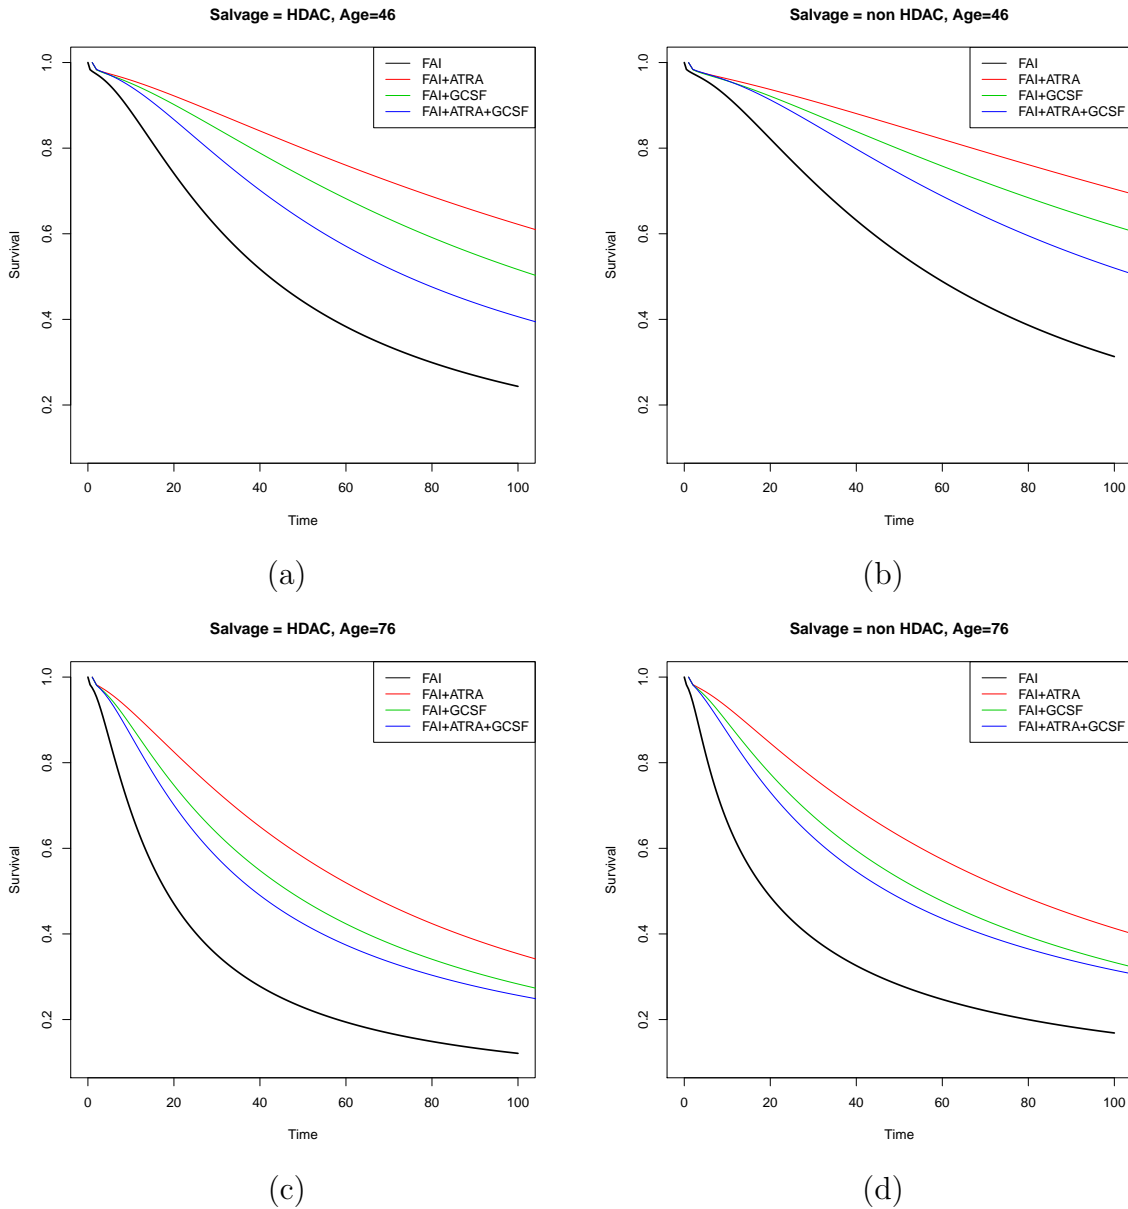 Salvage = HDAC, Age=46
FAI
FAI+ATRA
FAI+GCSF
FAI+ATRA+GCSF
Survival
1.0
0.8
0.6
0.4
0.2
0 20 40 60 80 100
Time
(a)
Salvage = non HDAC, Age=46
FAI
FAI+ATRA
FAI+GCSF
FAI+ATRA+GCSF
Survival
1.0
0.8
0.6
0.4
0.2
0 20 40 60 80 100
Time
(b)
Salvage = HDAC, Age=76
FAI
FAI+ATRA
FAI+GCSF
FAI+ATRA+GCSF
Survival
1.0
0.8
0.6
0.4
0.2
0 20 40 60 80 100
Time
(c)
Salvage = non HDAC, Age=76
FAI
FAI+ATRA
FAI+GCSF
FAI+ATRA+GCSF
Survival
1.0
0.8
0.6
0.4
0.2
0 20 40 60 80 100
Time
(d)